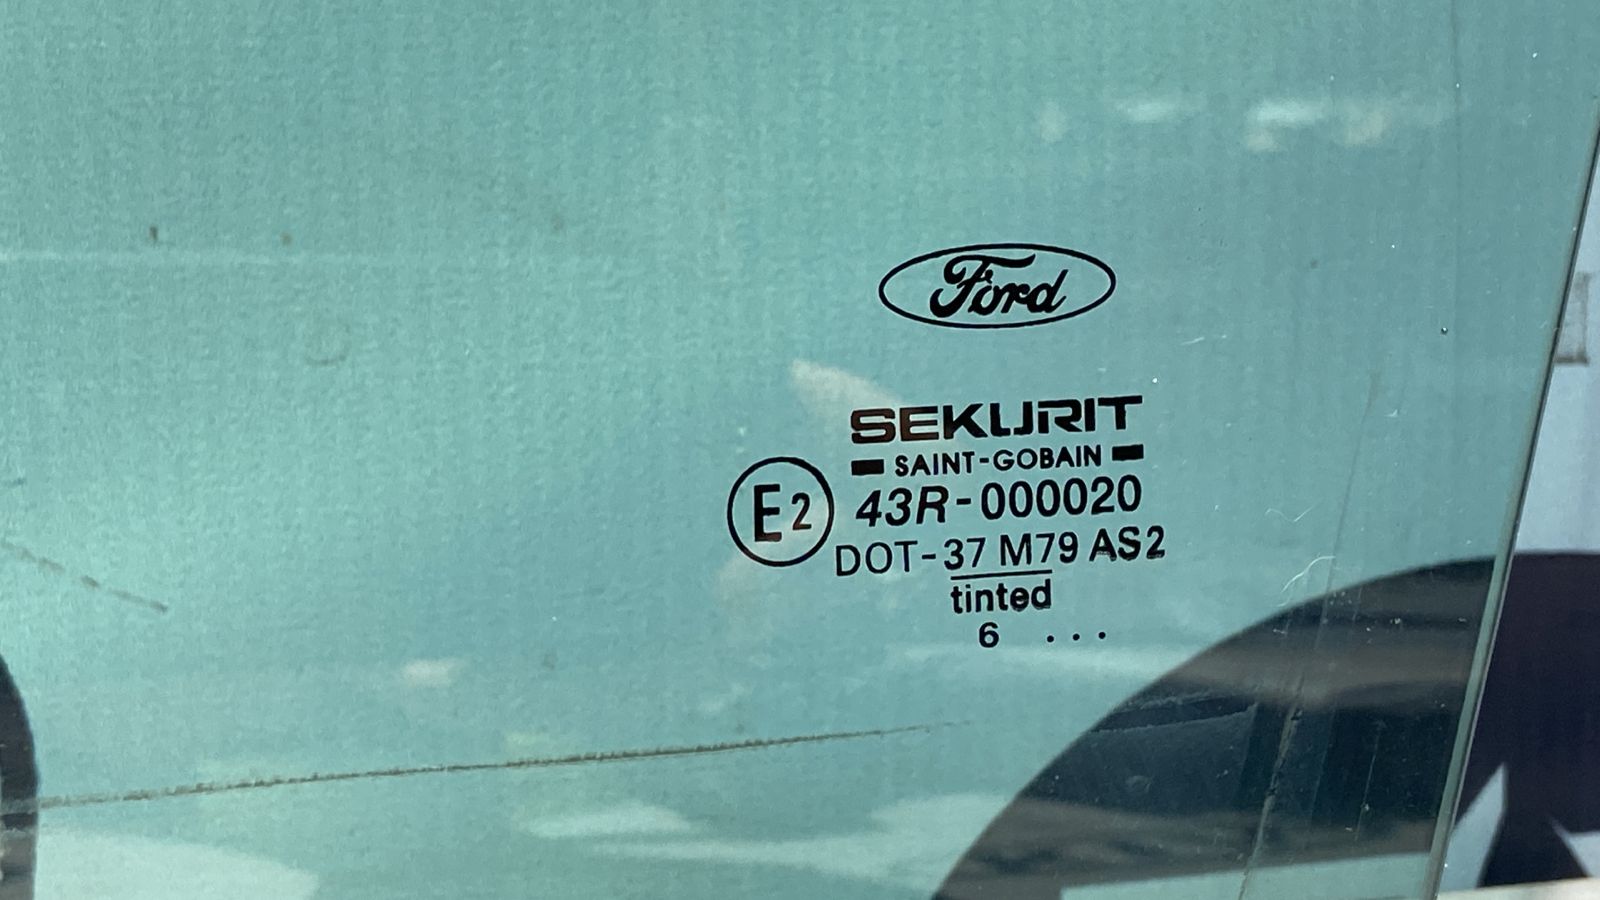 Ford
SEKURIT
SAINT-GOBAIN
E2 43R-000020
DOT-37 M79 AS2
tinted
6 ...